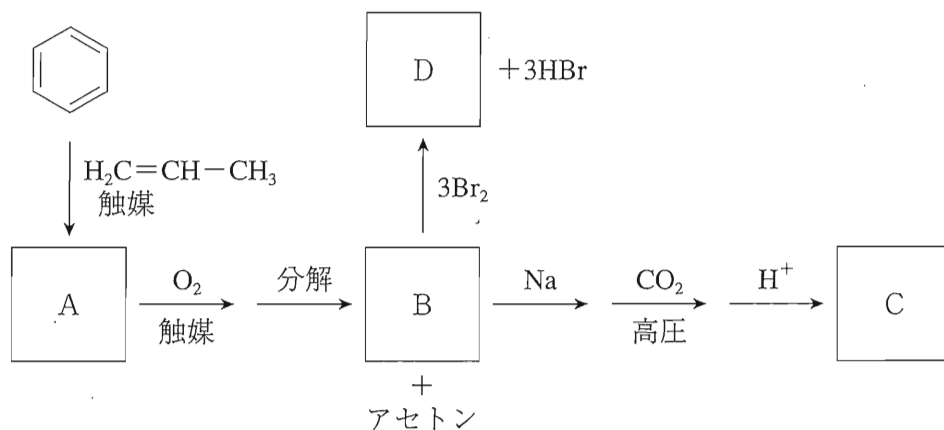 D
+3HBr
H₂C=CH−CH₃
触媒
3Br₂
A
O₂
触媒
分解
B
Na
CO₂
高圧
H⁺
C
+
アセトン